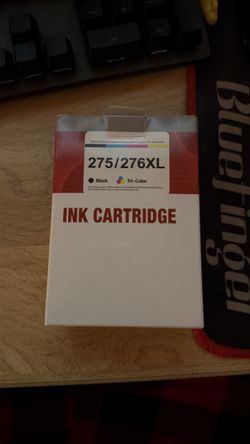 275/276XL
Black Tri-Color
INK CARTRIDGE
Bluefinger